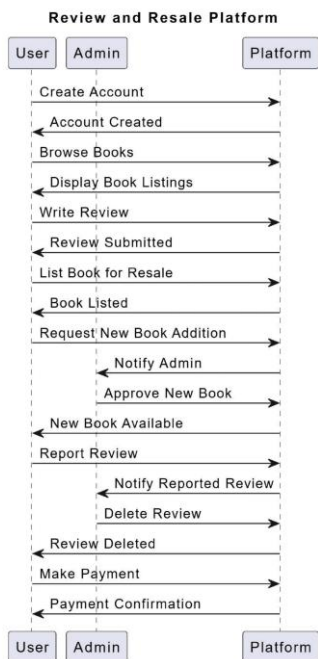 Review and Resale Platform
User Admin Platform
Create Account
Account Created
Browse Books
Display Book Listings
Write Review
Review Submitted
List Book for Resale
Book Listed
Request New Book Addition
Notify Admin
Approve New Book
New Book Available
Report Review
Notify Reported Review
Delete Review
Review Deleted
Make Payment
Payment Confirmation
User Admin Platform